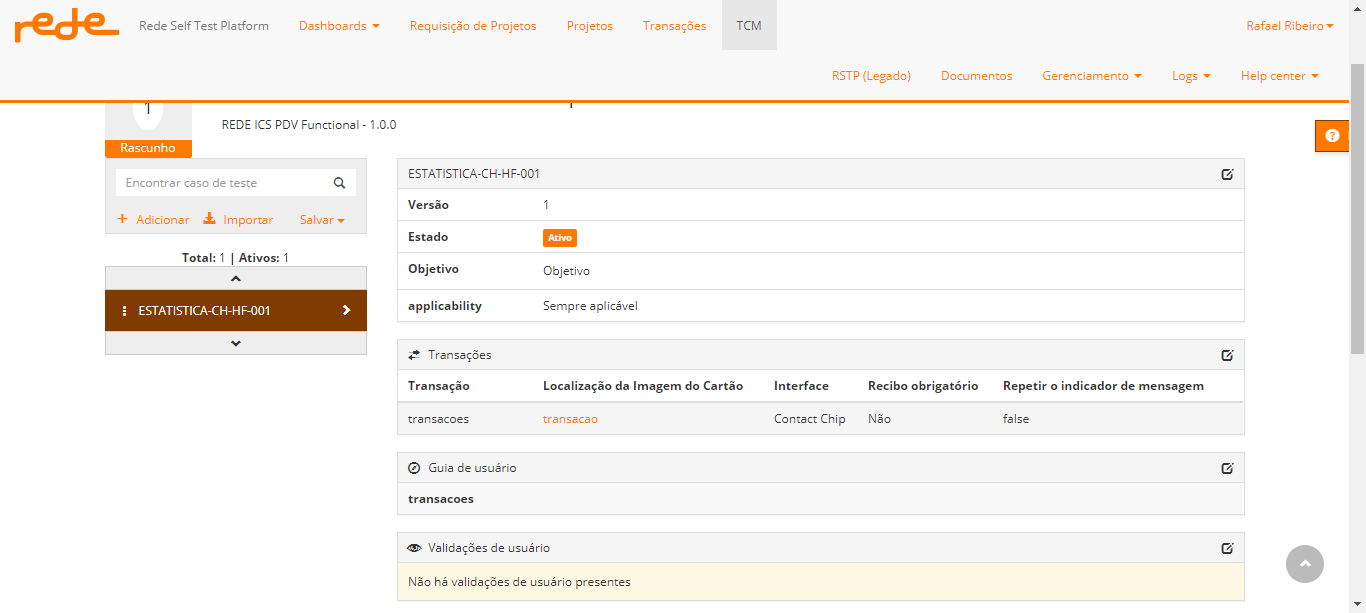 rede Rede Self Test Platform Dashboards Requisição de Projetos Projetos Transações TCM Rafael Ribeiro
RSTP (Legado) Documentos Gerenciamento Logs Help center
1
REDE ICS PDV Functional - 1.0.0
Rascunho
Encontrar caso de teste
Adicionar Importar Salvar
Total: 1 | Ativos: 1
ESTATISTICA-CH-HF-001
ESTATISTICA-CH-HF-001
Versão 1
Estado Ativo
Objetivo Objetivo
applicability Sempre aplicável
Transações
Transação Localização da Imagem do Cartão Interface Recibo obrigatório Repetir o indicador de mensagem
transacoes transacao Contact Chip Não false
Guia de usuário
transacoes
Validações de usuário
Não há validações de usuário presentes